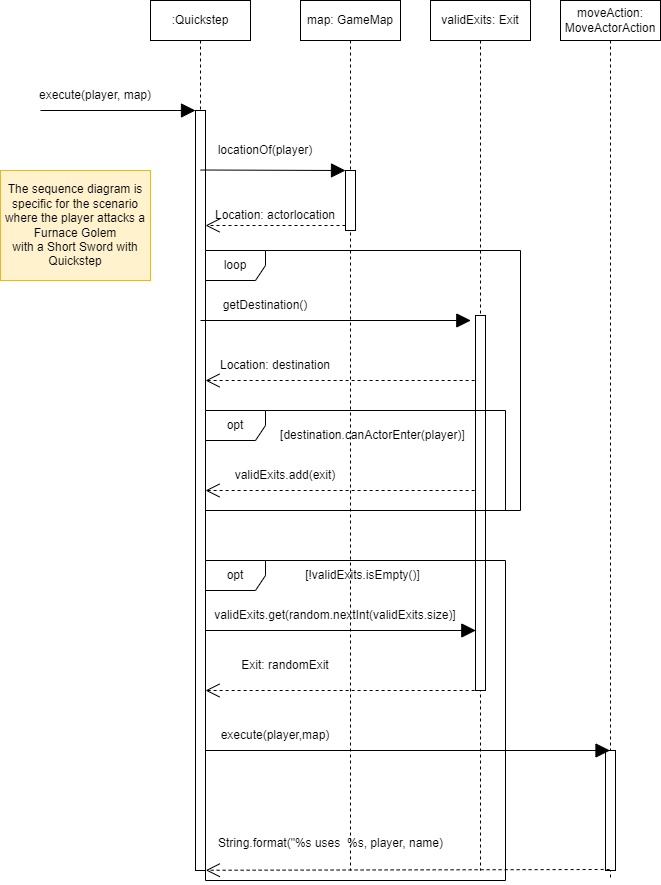 :Quickstep
map: GameMap
validExits: Exit
moveAction:
MoveActorAction
execute(player, map)
locationOf(player)
The sequence diagram is
specific for the scenario
where the player attacks a
Furnace Golem
with a Short Sword with
Quickstep
Location: actorlocation
loop
getDestination()
Location: destination
opt
[destination.canActorEnter(player)]
validExits.add(exit)
opt
[!validExits.isEmpty()]
validExits.get(random.nextInt(validExits.size)]
Exit: randomExit
execute(player,map)
String.format("%s uses  %s, player, name)